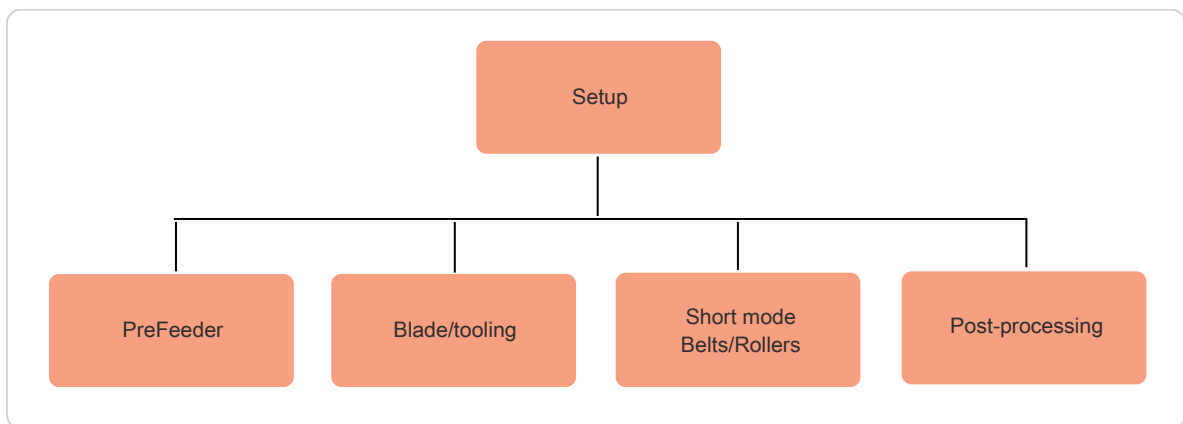 Setup
PreFeeder
Blade/tooling
Short mode
Belts/Rollers
Post-processing